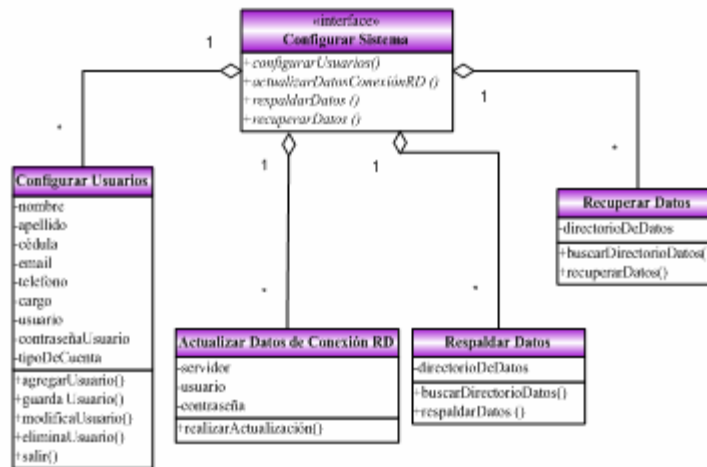 «interface»
Configurar Sistema
+configurarUsuarios()
+actualizarDatosConexiónRD ()
+respaldarDatos ()
+recuperarDatos ()
1
1
1
1
*
*
*
*
Configurar Usuarios
-nombre
-apellido
-cédula
-email
-telefono
-cargo
-usuario
-contraseñaUsuario
-tipoDeCuenta
+agregarUsuario()
+guarda Usuario()
+modificaUsuario()
+eliminaUsuario()
+salir()
Actualizar Datos de Conexión RD
-servidor
-usuario
-contraseña
+realizarActualización()
Respaldar Datos
-directorioDeDatos
+buscarDirectorioDatos()
+respaldarDatos ()
Recuperar Datos
-directorioDeDatos
+buscarDirectorioDatos()
+recuperarDatos()